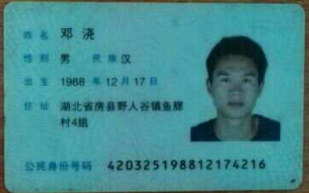 姓名 邓浇
性别 男 民族 汉
出生 1988 年 12 月 17 日
住址 湖北省房县野人谷镇鱼鳃
村4组
公民身份号码 420325198812174216